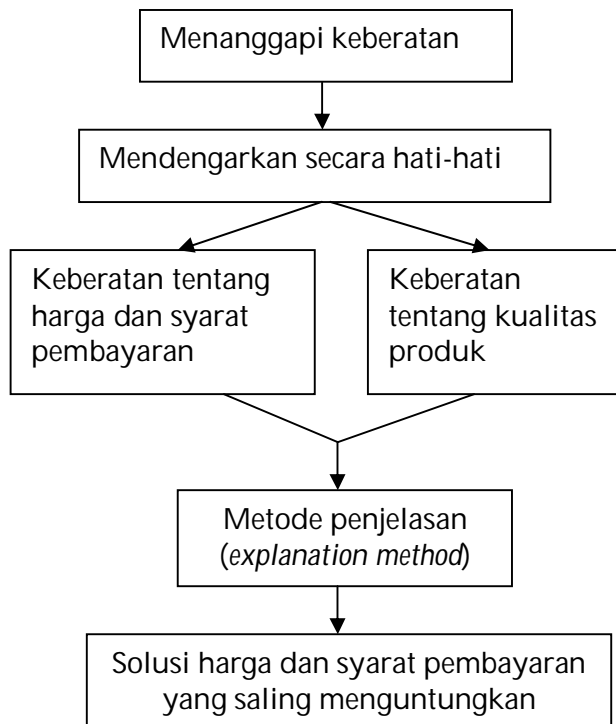 Menanggapi keberatan
Mendengarkan secara hati-hati
Keberatan tentang
harga dan syarat
pembayaran
Keberatan
tentang kualitas
produk
Metode penjelasan
(explanation method)
Solusi harga dan syarat pembayaran
yang saling menguntungkan